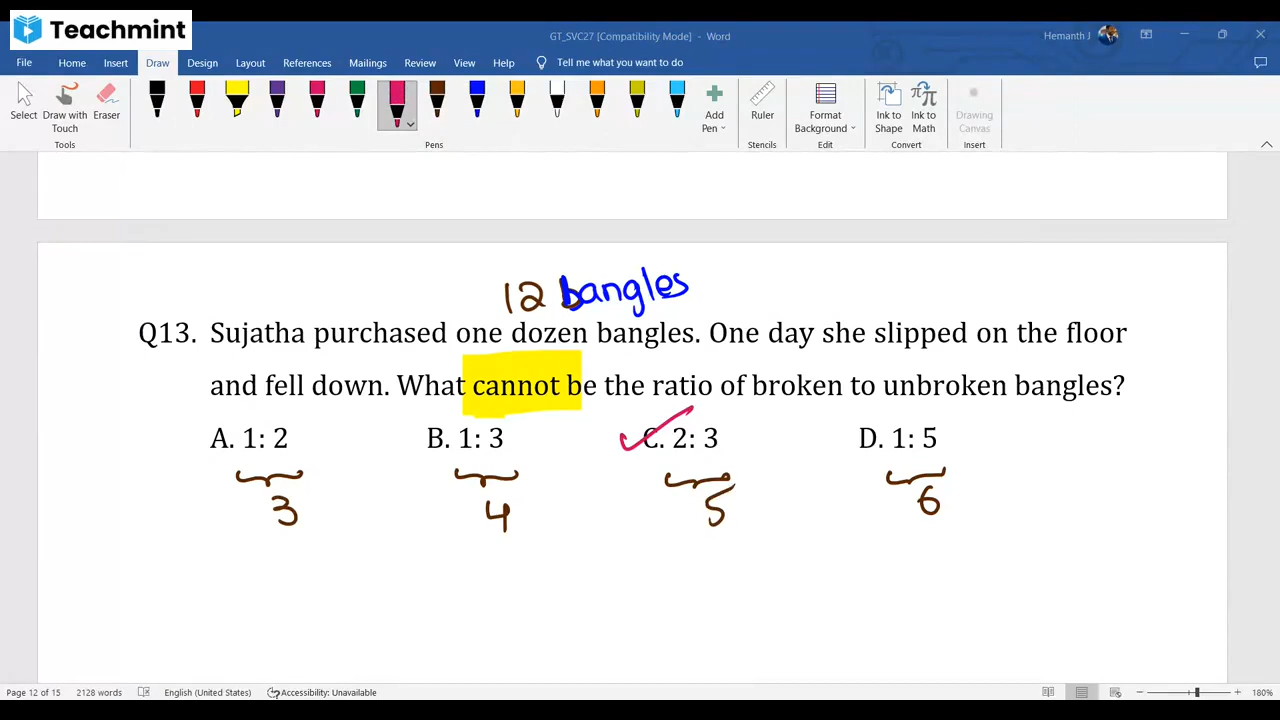 Teachmint
GT_SVC27 [Compatibility Mode] - Word
Hemanth J
File Home Insert Draw Design Layout References Mailings Review View Help Tell me what you want to do
Select Draw with Touch Eraser Add Pen Ruler Format Background Ink to Shape Ink to Math Drawing Canvas
Tools Pens Stencils Edit Convert Insert
12 bangles
Q13. Sujatha purchased one dozen bangles. One day she slipped on the floor
and fell down. What cannot be the ratio of broken to unbroken bangles?
A. 1: 2 B. 1: 3 C. 2: 3 D. 1: 5
3 4 5 6
Page 12 of 15 2128 words English (United States) Accessibility: Unavailable 180%